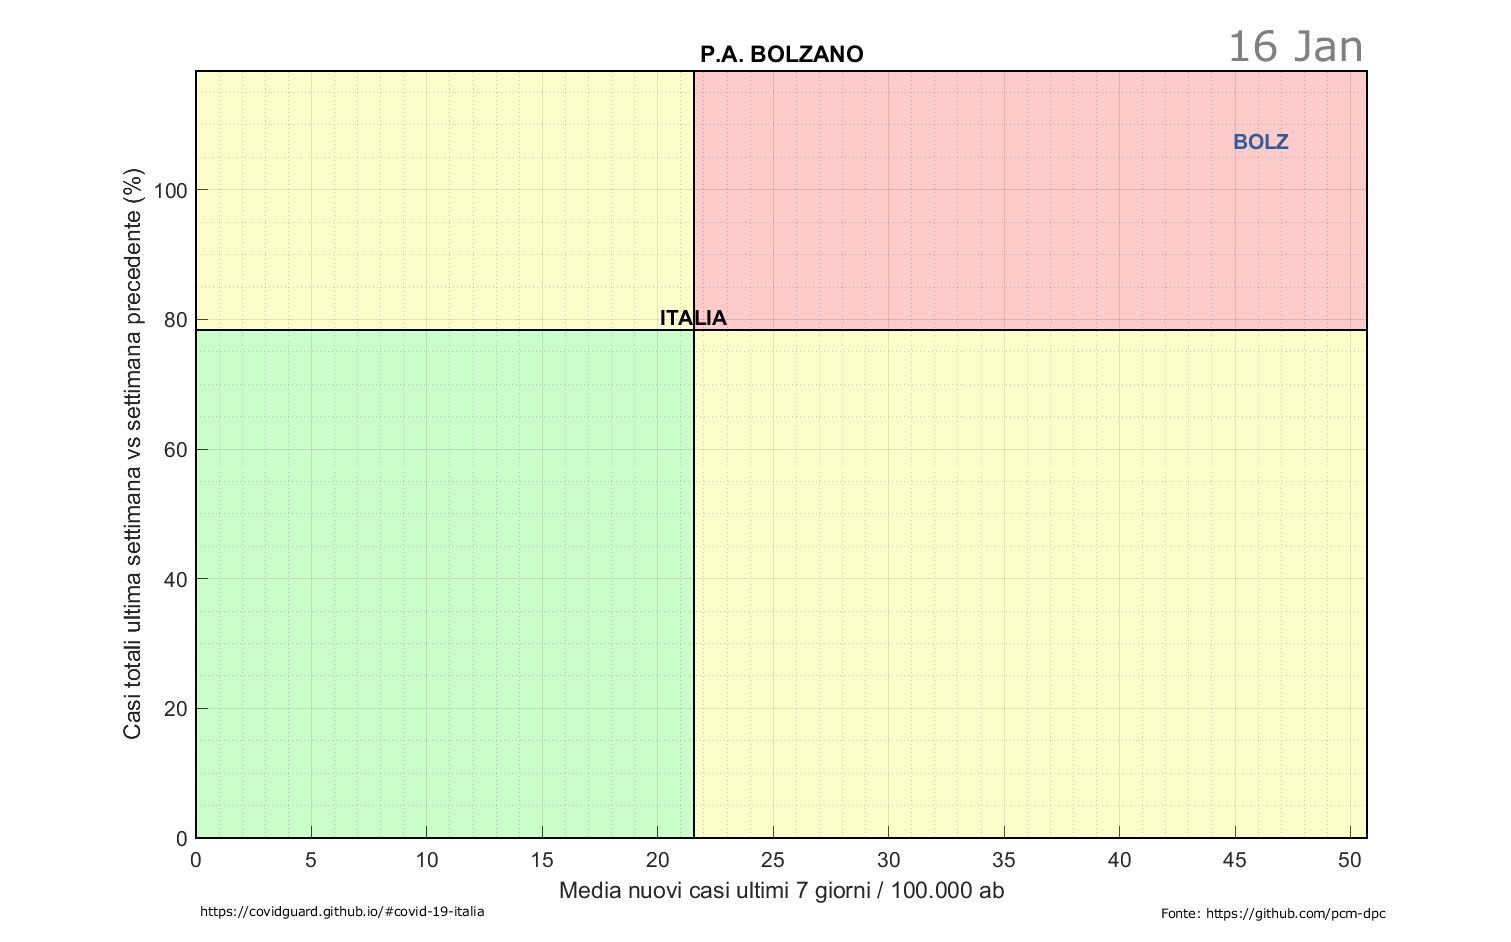 P.A. BOLZANO
16 Jan
BOLZ
ITALIA
Casi totali ultima settimana vs settimana precedente (%)
100
80
60
40
20
0
0 5 10 15 20 25 30 35 40 45 50
Media nuovi casi ultimi 7 giorni / 100.000 ab
https://covidguard.github.io/#covid-19-italia
Fonte: https://github.com/pcm-dpc